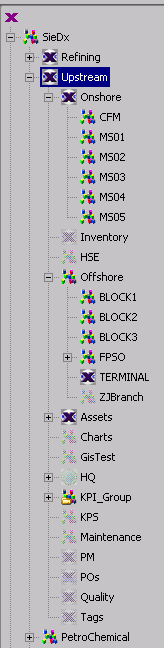 SieDx
Refining
Upstream
Onshore
CFM
MS01
MS02
MS03
MS04
MS05
Inventory
HSE
Offshore
BLOCK1
BLOCK2
BLOCK3
FPSO
TERMINAL
ZJBranch
Assets
Charts
GisTest
HQ
KPI_Group
KPS
Maintenance
PM
POs
Quality
Tags
PetroChemical